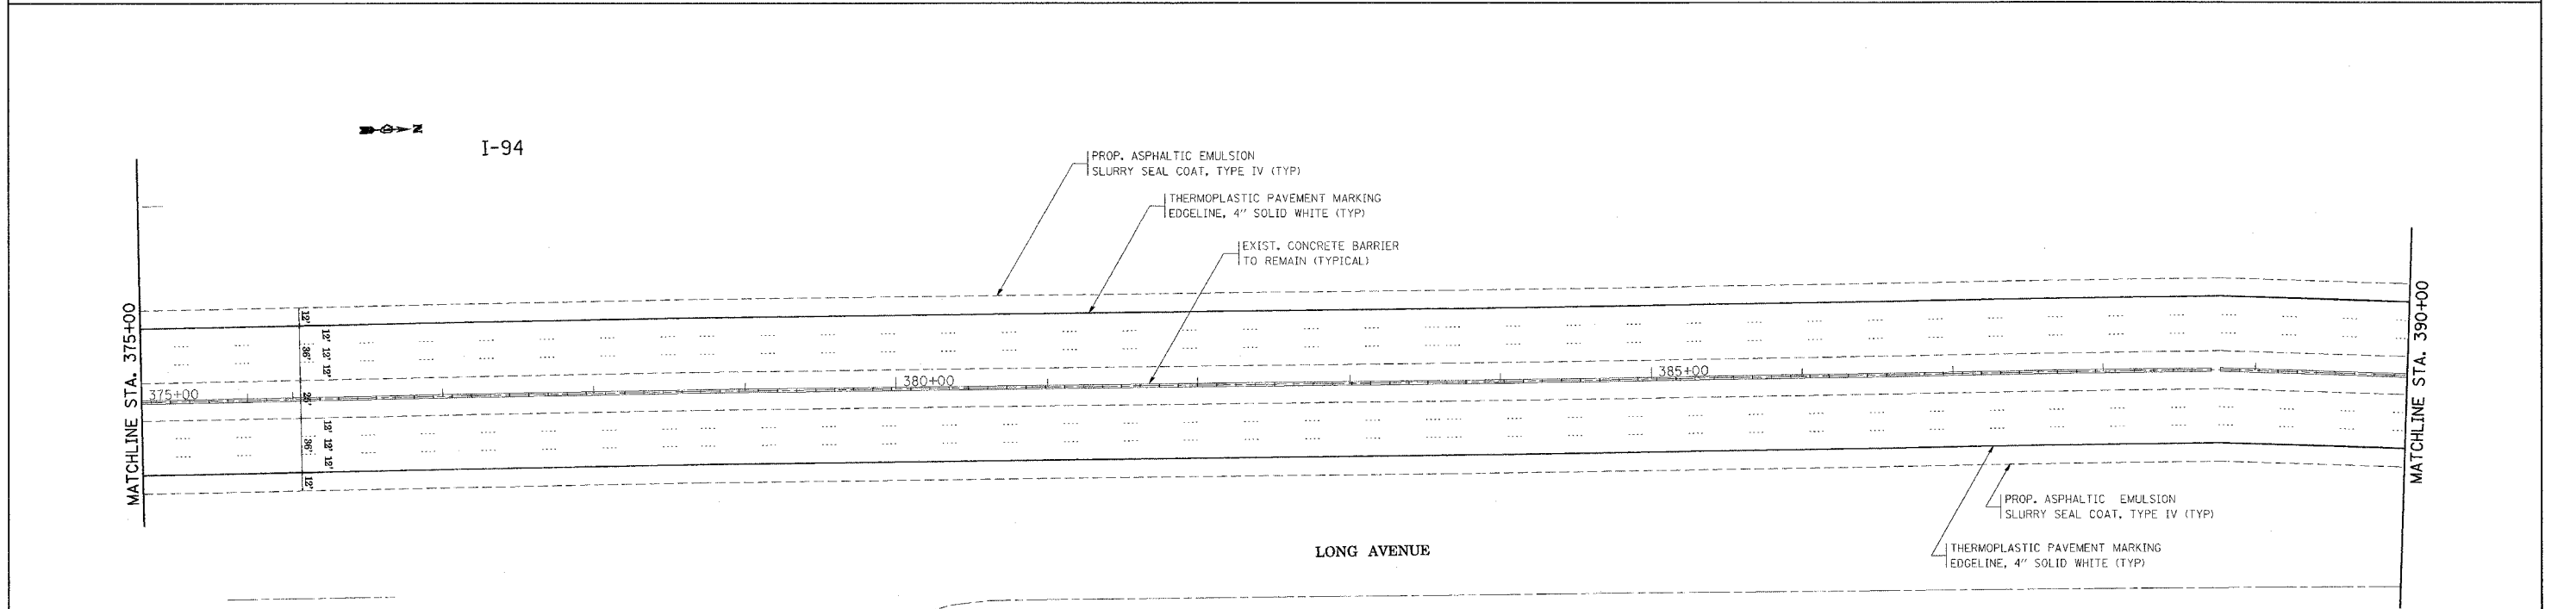 N
I-94
PROP. ASPHALTIC EMULSION
SLURRY SEAL COAT, TYPE IV (TYP)
THERMOPLASTIC PAVEMENT MARKING
EDGELINE, 4" SOLID WHITE (TYP)
EXIST. CONCRETE BARRIER
TO REMAIN (TYPICAL)
MATCHLINE STA. 375+00
12'
12' 12' 12'
36'
375+00
380+00
385+00
26'
12' 12' 12'
36'
12'
MATCHLINE STA. 390+00
PROP. ASPHALTIC EMULSION
SLURRY SEAL COAT, TYPE IV (TYP)
THERMOPLASTIC PAVEMENT MARKING
EDGELINE, 4" SOLID WHITE (TYP)
LONG AVENUE